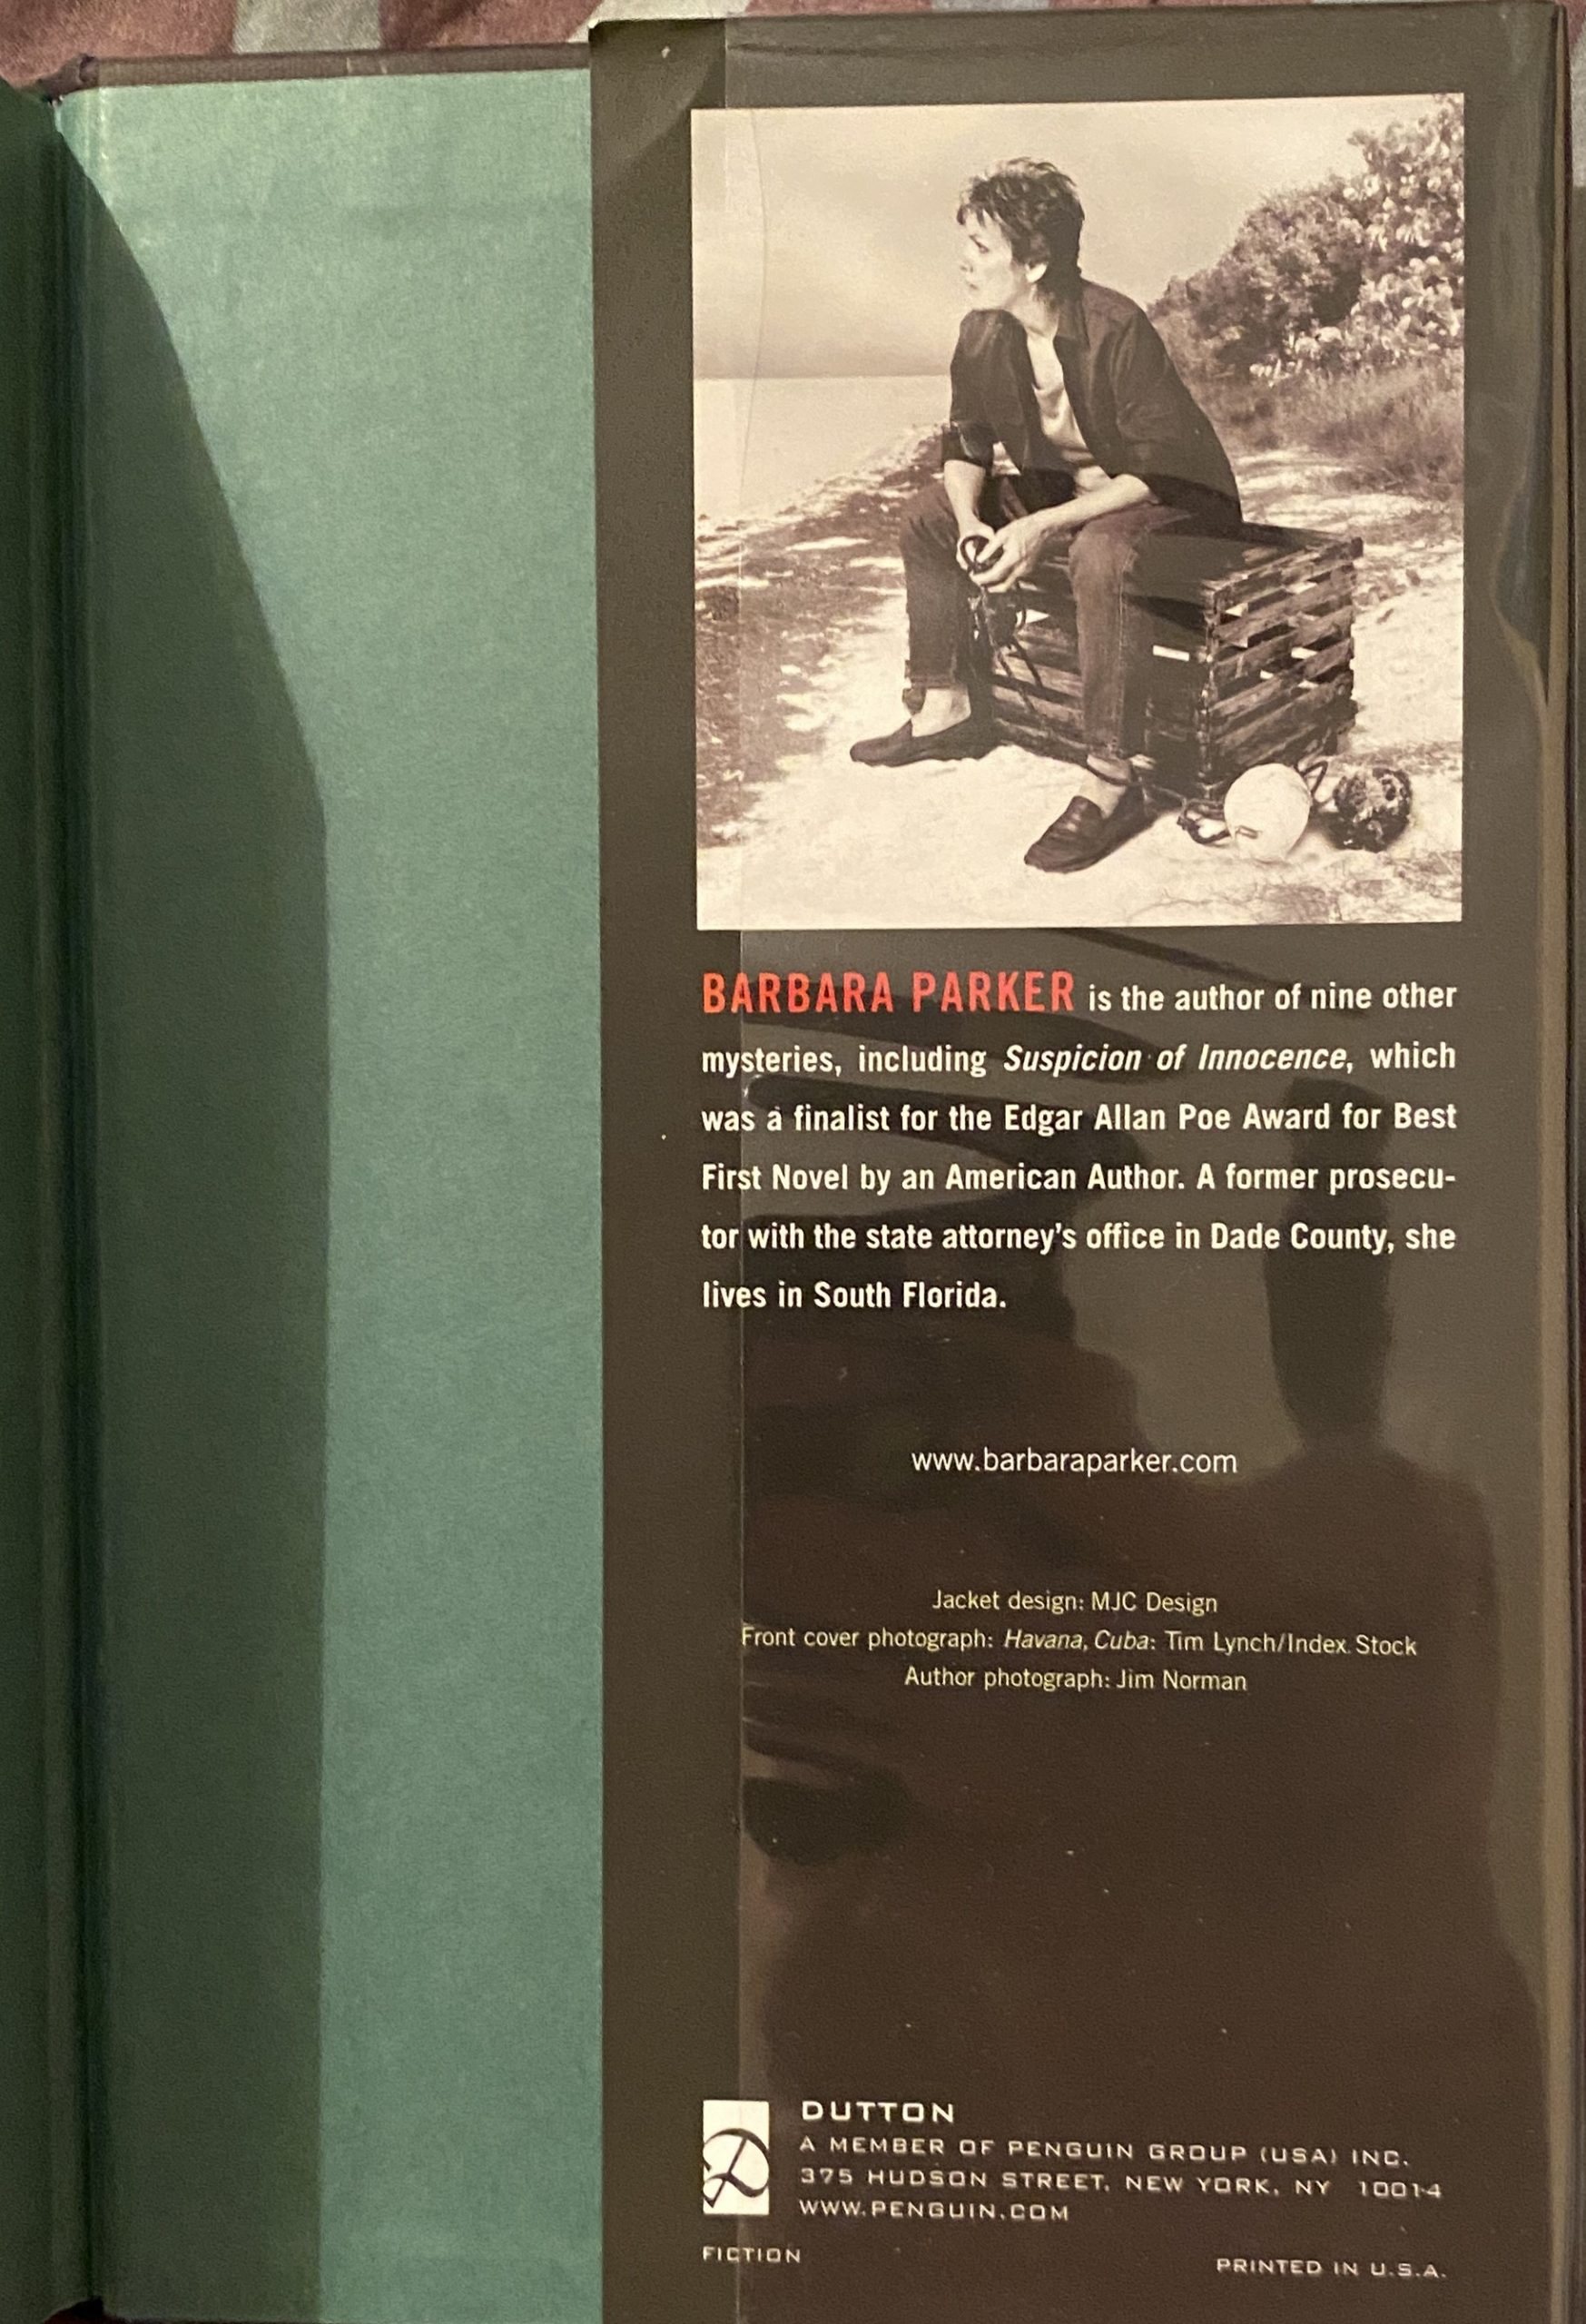 BARBARA PARKER is the author of nine other
mysteries, including Suspicion of Innocence, which
was a finalist for the Edgar Allan Poe Award for Best
First Novel by an American Author. A former prosecu-
tor with the state attorney's office in Dade County, she
lives in South Florida.
www.barbaraparker.com
Jacket design: MJC Design
Front cover photograph: Havana, Cuba: Tim Lynch/Index Stock
Author photograph: Jim Norman
D
DUTTON
A MEMBER OF PENGUIN GROUP (USA) INC.
375 HUDSON STREET, NEW YORK, NY 10014
WWW.PENGUIN.COM
FICTION
PRINTED IN U.S.A.